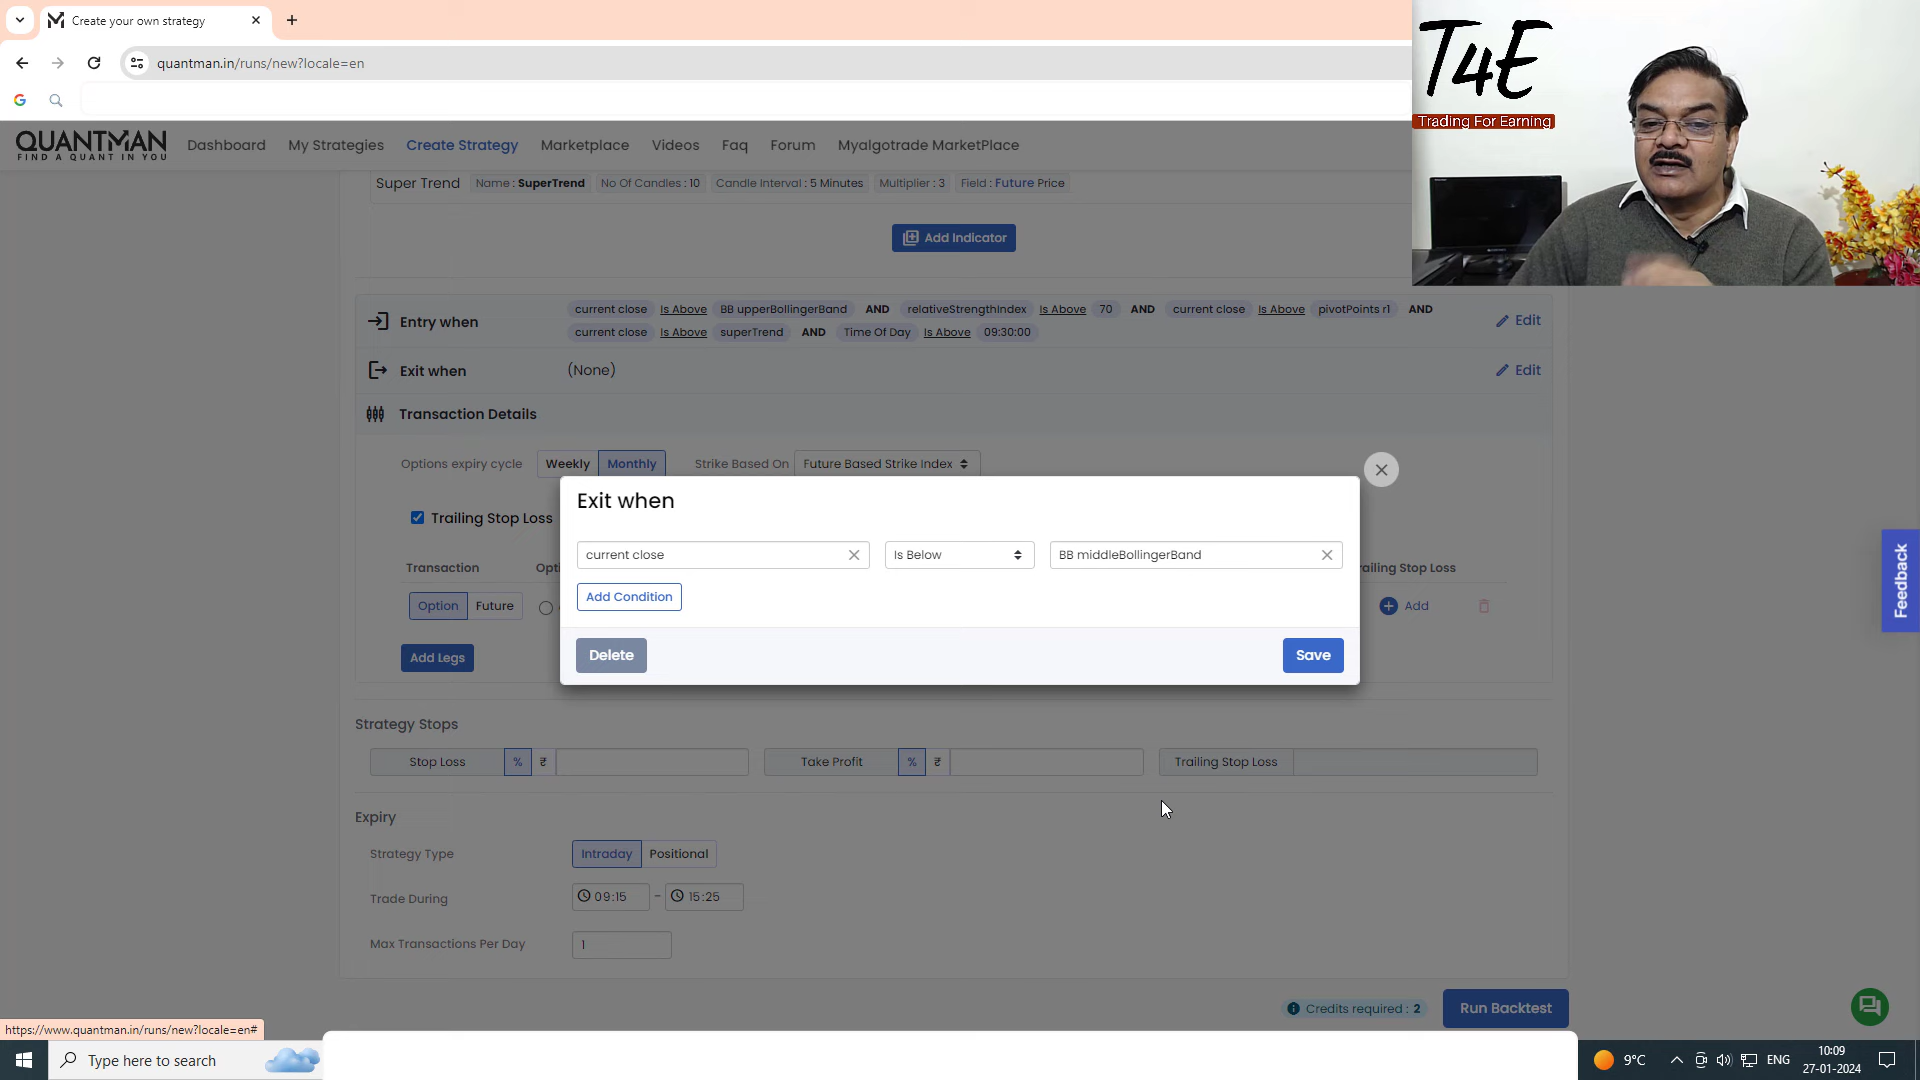 Create your own strategy
quantman.in/runs/new?locale=en
T4E
Trading For Earning
QUANTMAN
FIND A QUANT IN YOU
Dashboard My Strategies Create Strategy Marketplace Videos Faq Forum Myalgotrade MarketPlace
Super Trend Name : SuperTrend No Of Candles : 10 Candle Interval : 5 Minutes Multiplier : 3 Field : Future Price
Add Indicator
Entry when current close Is Above BB upperBollingerBand AND relativeStrengthIndex Is Above 70 AND current close Is Above pivotPoints r1 AND
current close Is Above superTrend AND Time Of Day Is Above 09:30:00
Edit
Exit when (None) Edit
Transaction Details
Options expiry cycle Weekly Monthly Strike Based On Future Based Strike Index
Trailing Stop Loss
Exit when
current close Is Below BB middleBollingerBand
Add Condition
Delete Save
Transaction
Option Future
railing Stop Loss
Add
Add Legs
Feedback
Strategy Stops
Stop Loss % ₹ Take Profit % ₹ Trailing Stop Loss
Expiry
Strategy Type Intraday Positional
Trade During 09:15 - 15:25
Max Transactions Per Day 1
Credits required : 2 Run Backtest
https://www.quantman.in/runs/new?locale=en#
Type here to search
9°C ENG 10:09
27-01-2024